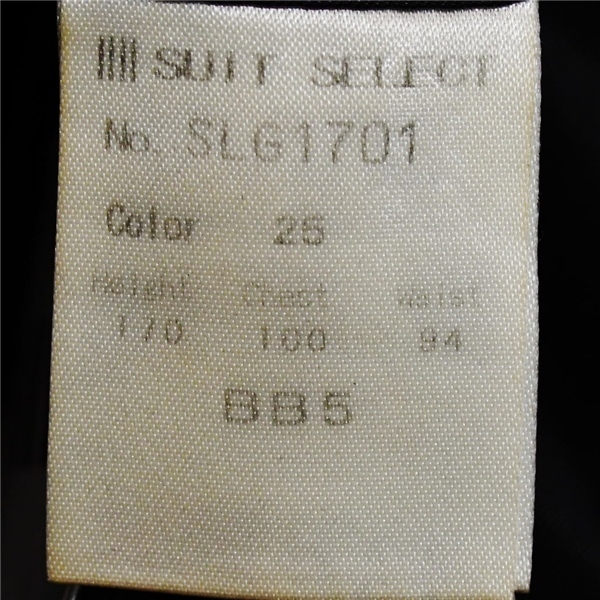 SUIT SELECT
No. SLG1701
Color 25
Height Chest Waist
170 100 94
BB5